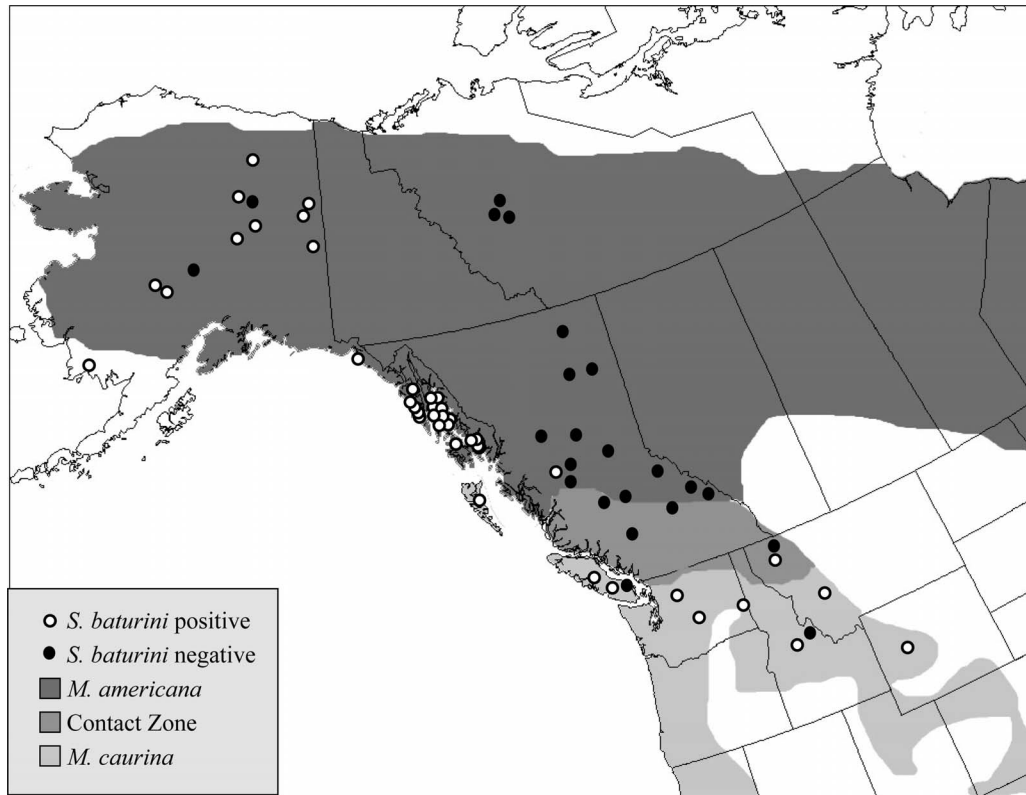 S. baturini positive
S. baturini negative
M. americana
Contact Zone
M. caurina